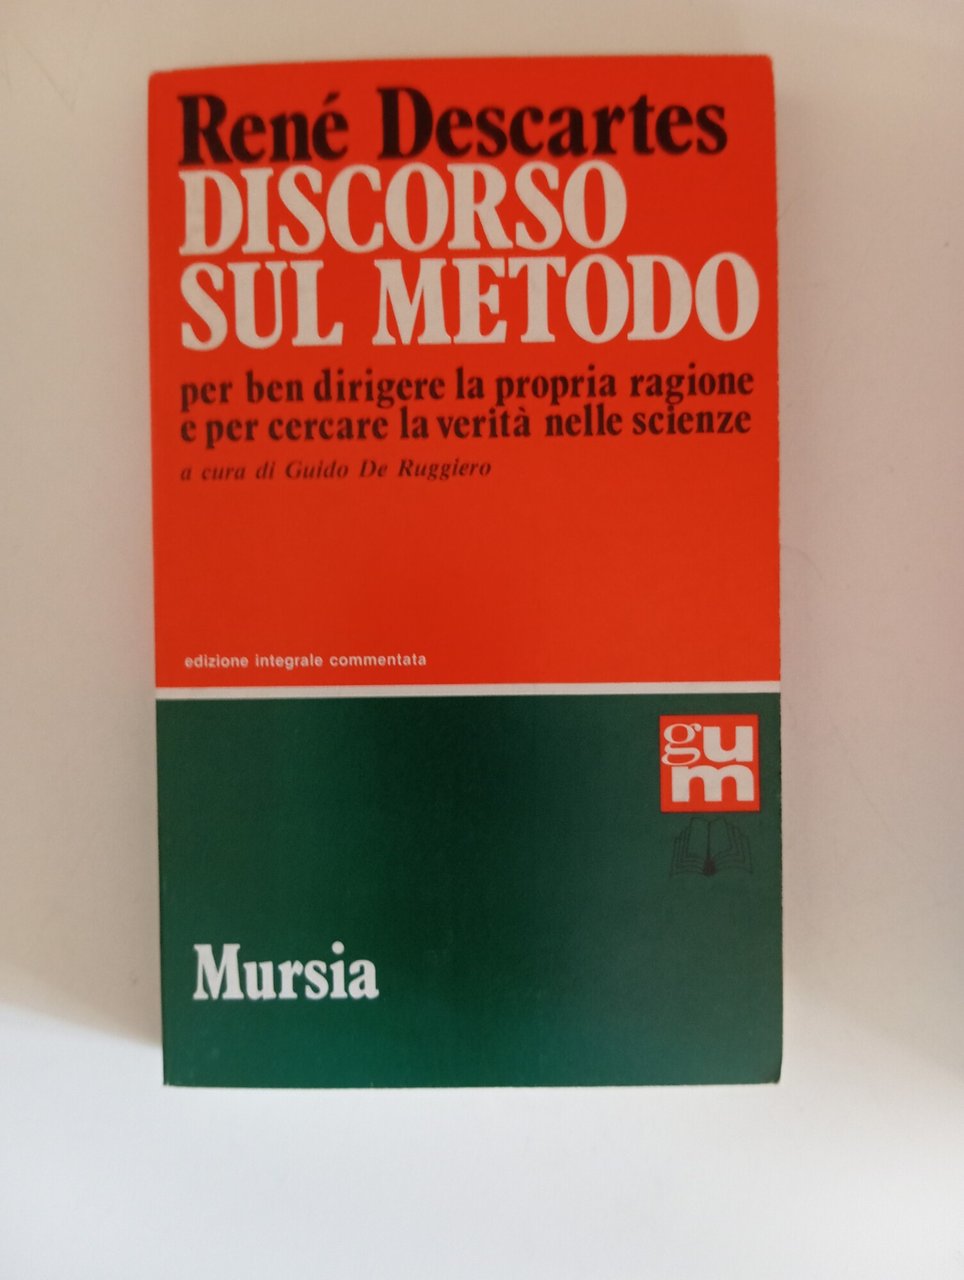 René Descartes
DISCORSO
SUL METODO
per ben dirigere la propria ragione
e per cercare la verità nelle scienze
a cura di Guido De Ruggiero
edizione integrale commentata
gum
Mursia